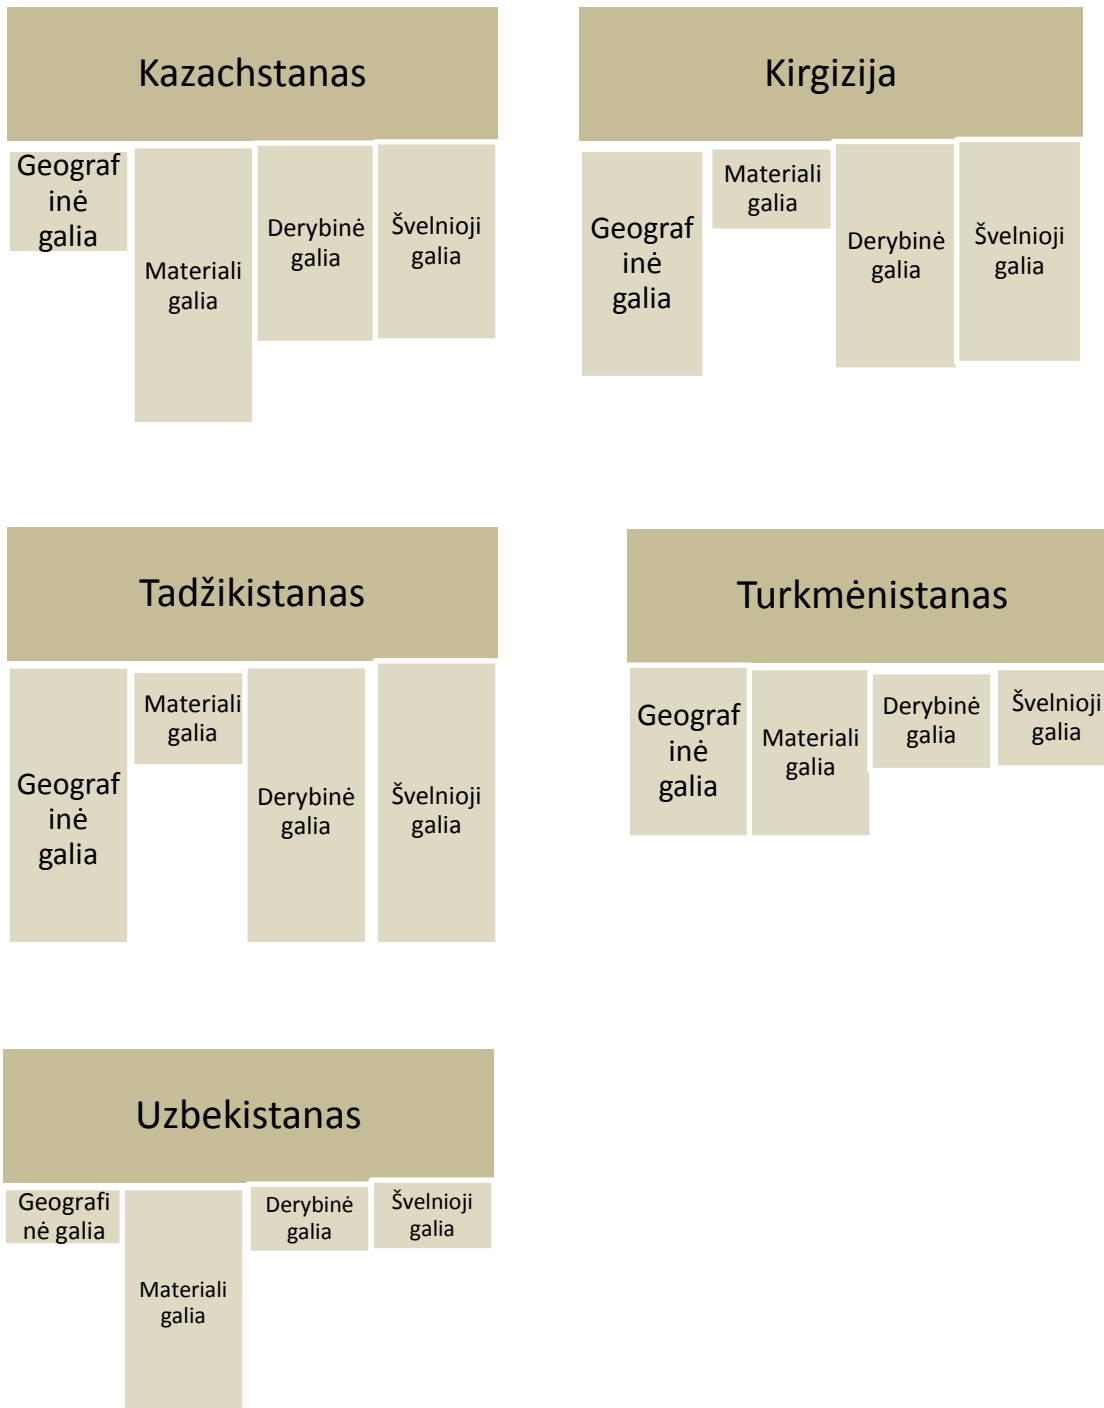 Kazachstanas
Geograf
inė
galia
Materiali
galia
Derybinė
galia
Švelnioji
galia
Kirgizija
Geograf
inė
galia
Materiali
galia
Derybinė
galia
Švelnioji
galia
Tadžikistanas
Geograf
inė
galia
Materiali
galia
Derybinė
galia
Švelnioji
galia
Turkmėnistanas
Geograf
inė
galia
Materiali
galia
Derybinė
galia
Švelnioji
galia
Uzbekistanas
Geografi
nė galia
Materiali
galia
Derybinė
galia
Švelnioji
galia